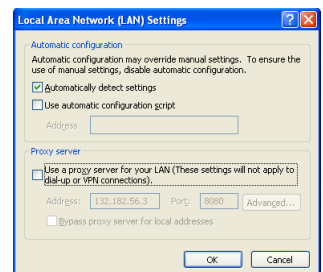 Local Area Network (LAN) Settings
Automatic configuration
Automatic configuration may override manual settings. To ensure the
use of manual settings, disable automatic configuration.
Automatically detect settings
Use automatic configuration script
Address
Proxy server
Use a proxy server for your LAN (These settings will not apply to
dial-up or VPN connections).
Address: 132.182.56.3 Port: 8080 Advanced...
Bypass proxy server for local addresses
OK Cancel